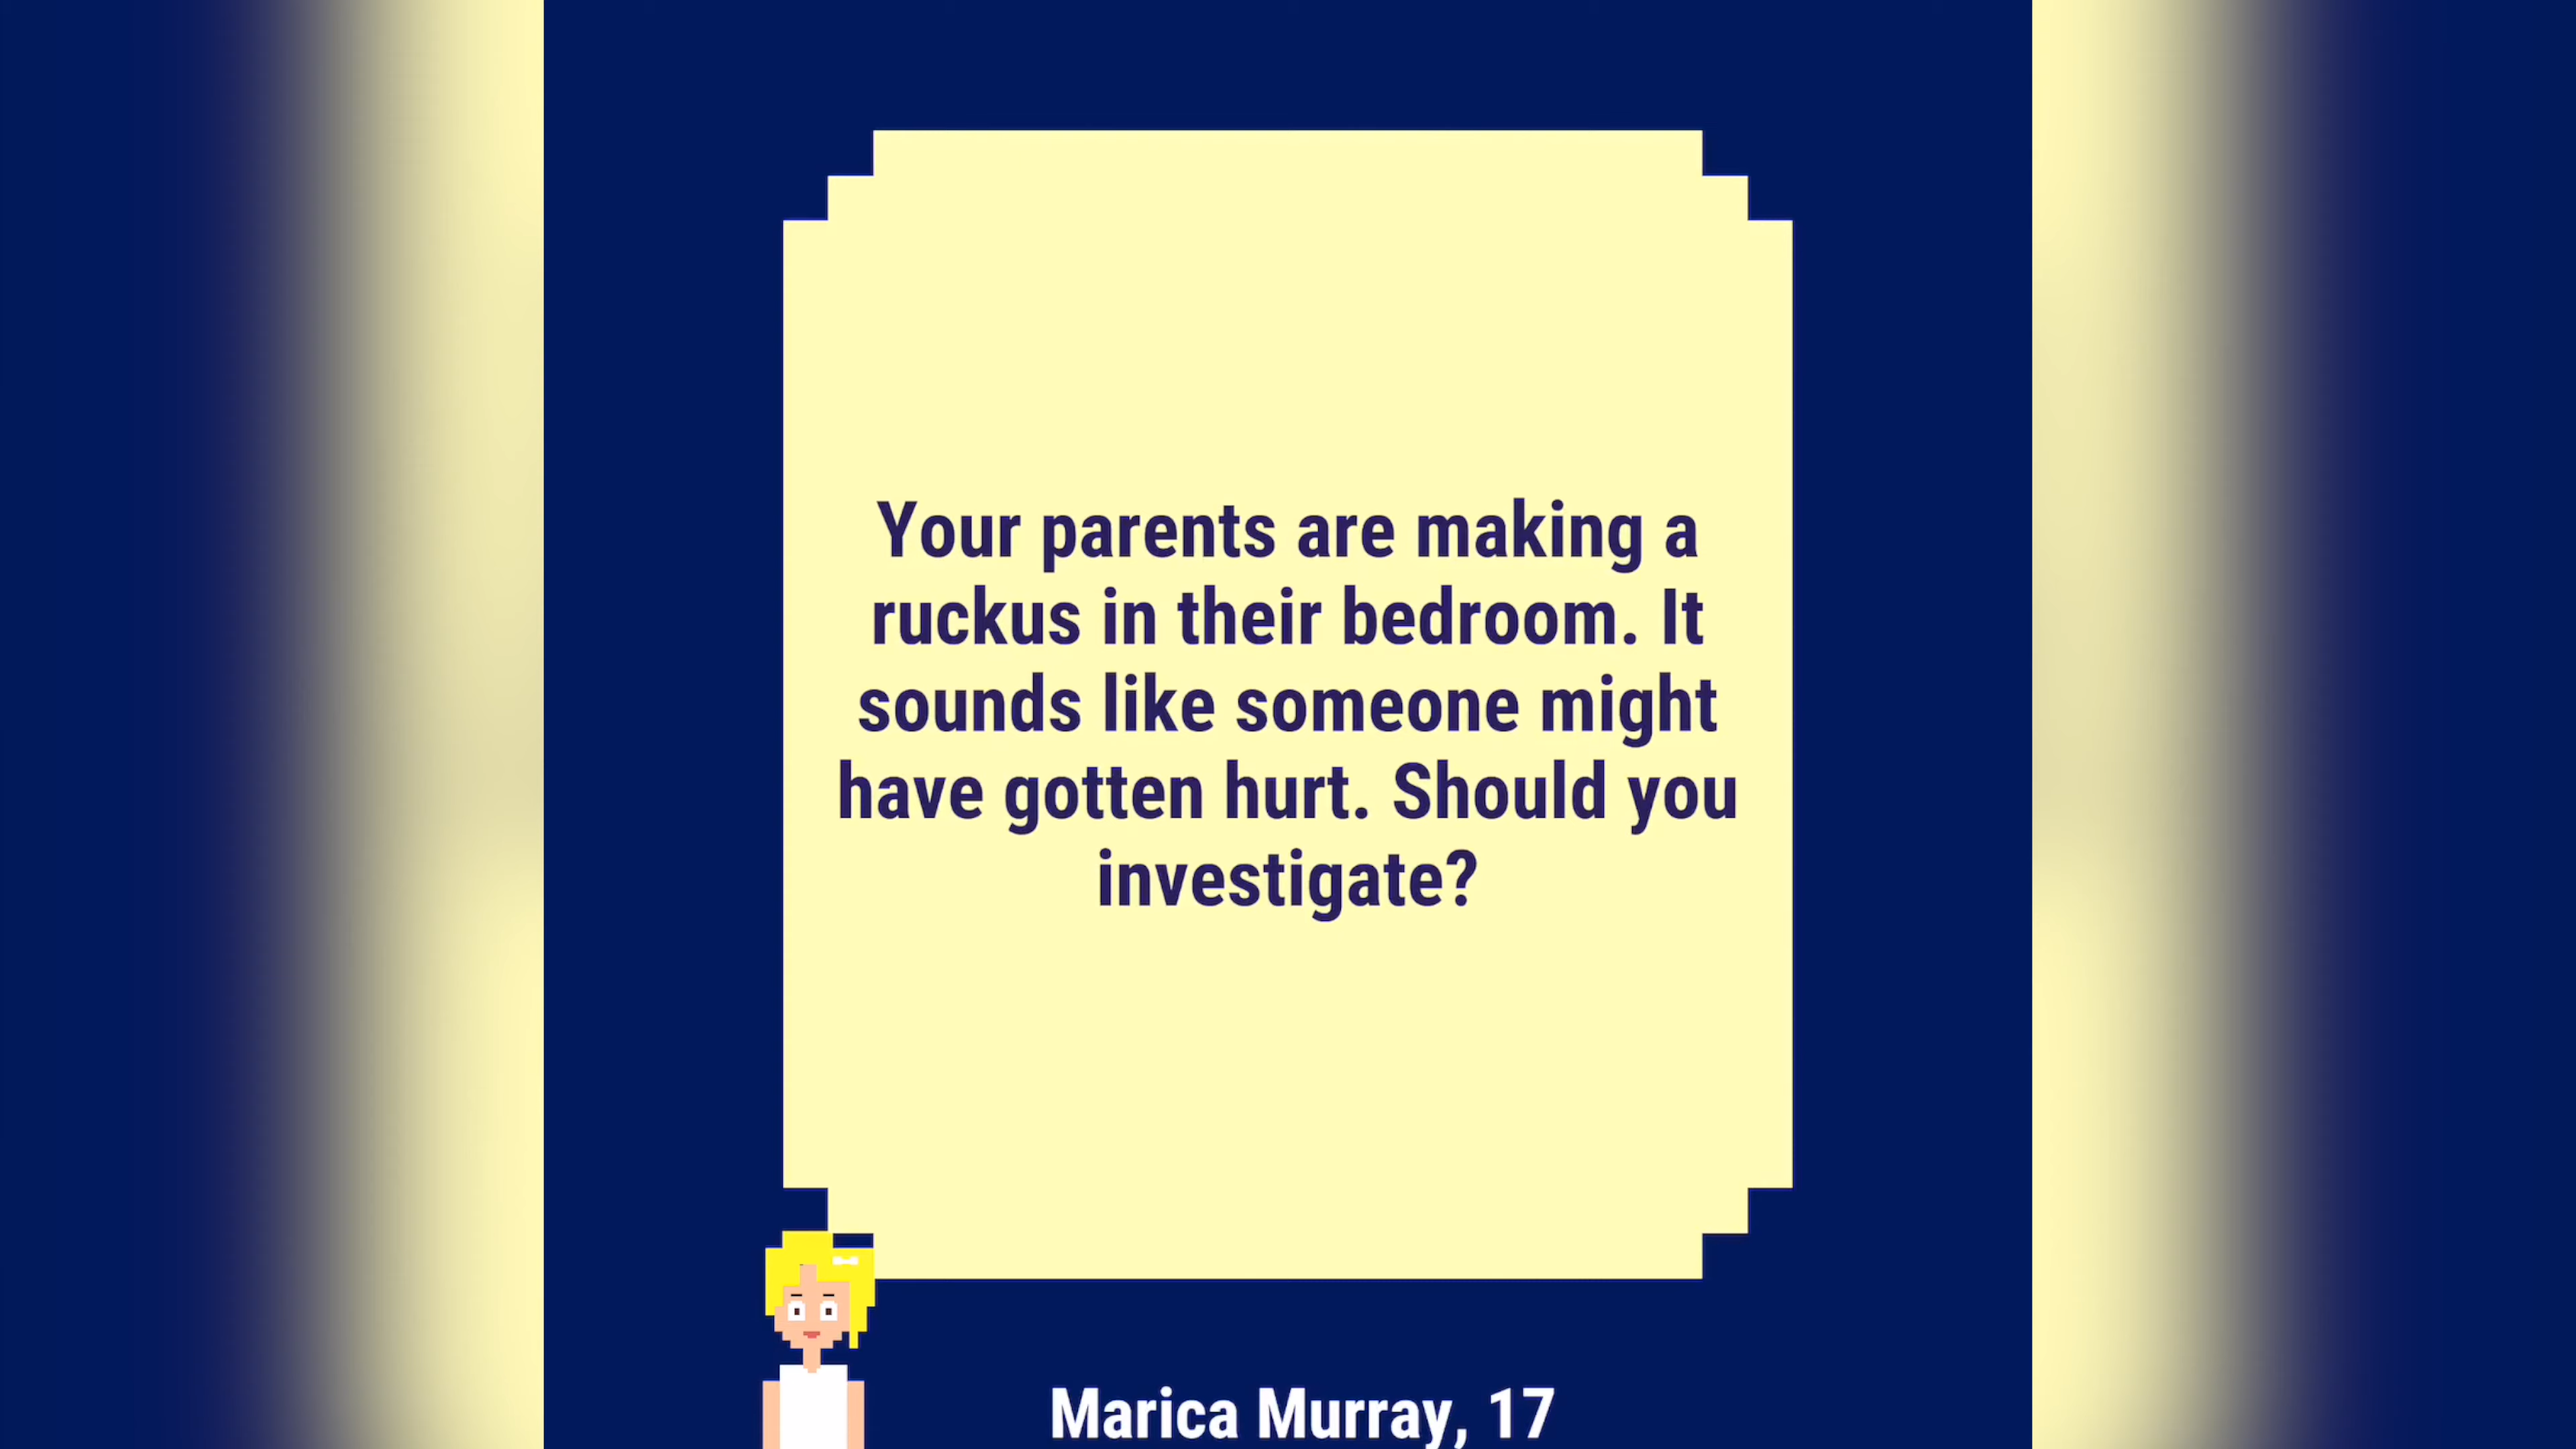 Your parents are making a
ruckus in their bedroom. It
sounds like someone might
have gotten hurt. Should you
investigate?
Marica Murray, 17